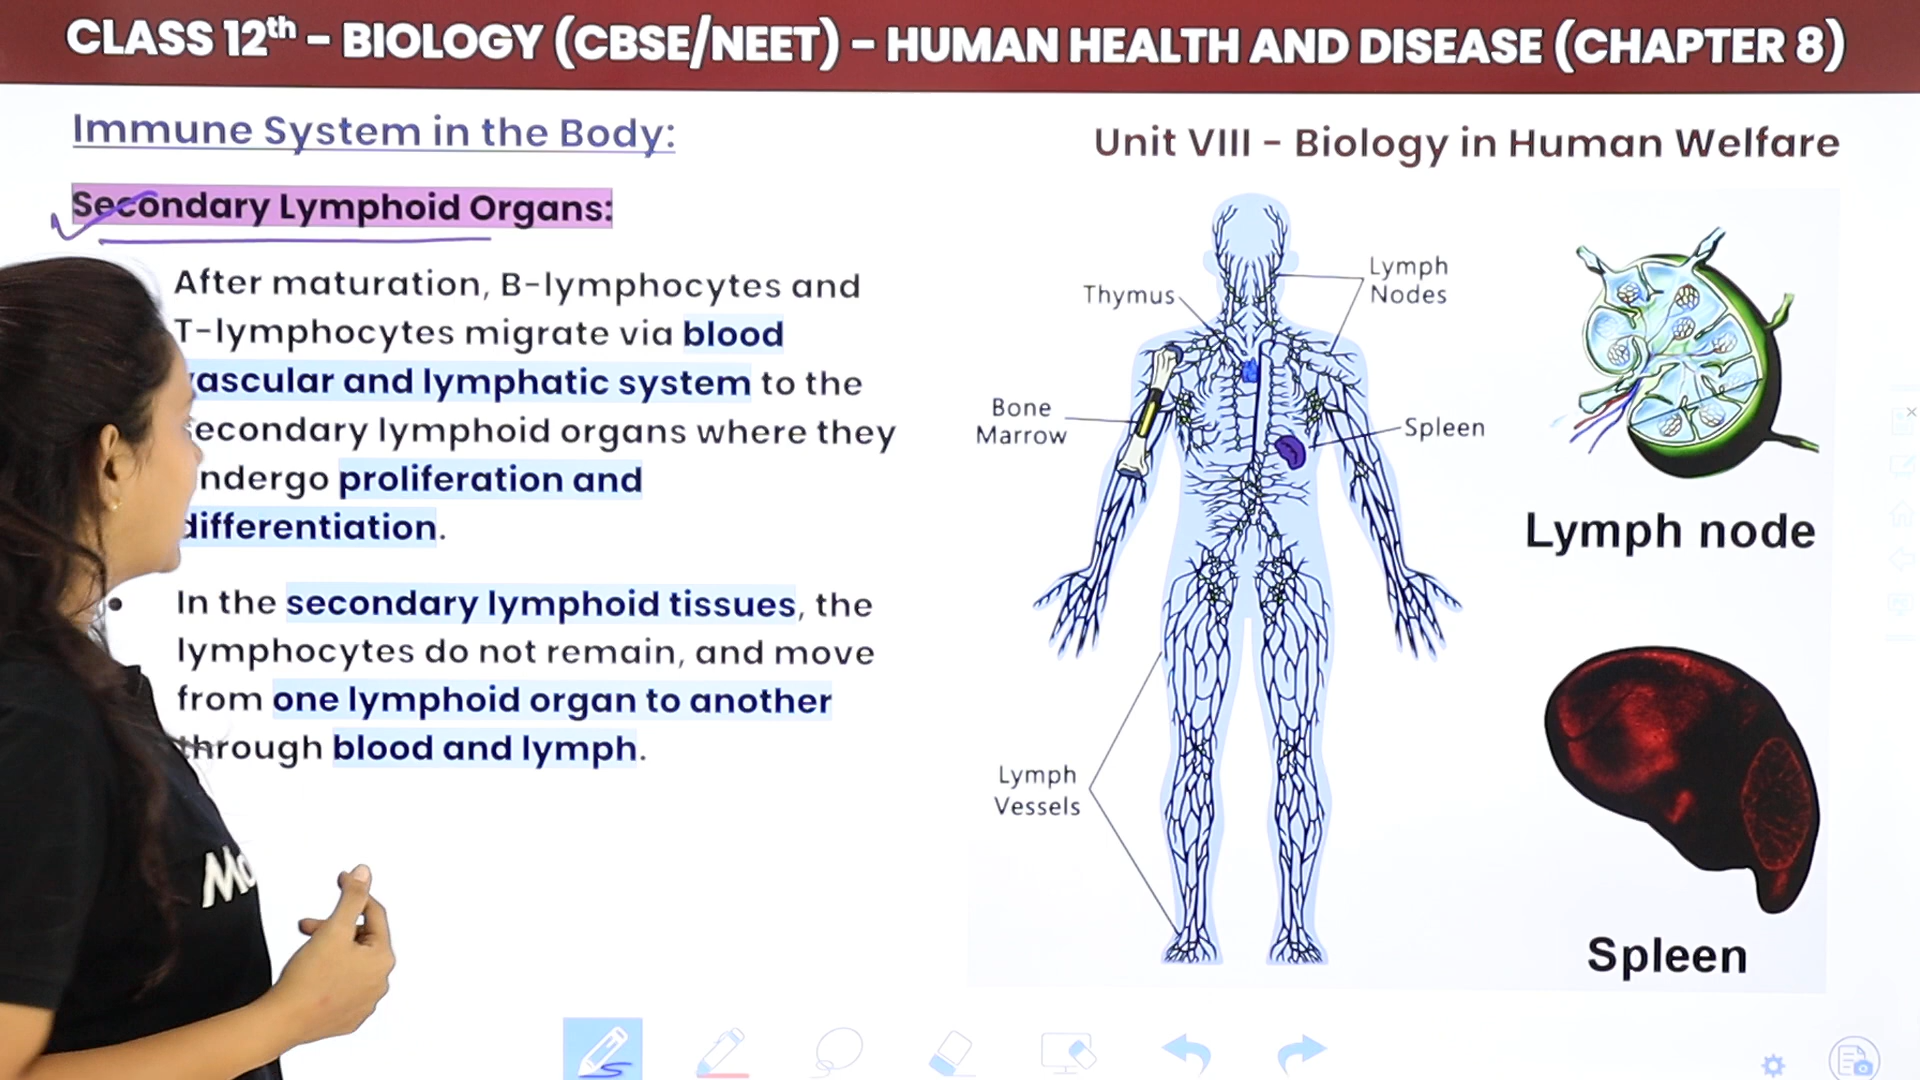 CLASS 12th – BIOLOGY (CBSE/NEET) – HUMAN HEALTH AND DISEASE (CHAPTER 8)
Immune System in the Body:
Unit VIII – Biology in Human Welfare
Secondary Lymphoid Organs:
After maturation, B-lymphocytes and
T-lymphocytes migrate via blood
vascular and lymphatic system to the
secondary lymphoid organs where they
undergo proliferation and
differentiation.
• In the secondary lymphoid tissues, the
lymphocytes do not remain, and move
from one lymphoid organ to another
through blood and lymph.
Thymus
Lymph
Nodes
Bone
Marrow
Spleen
Lymph
Vessels
Lymph node
Spleen